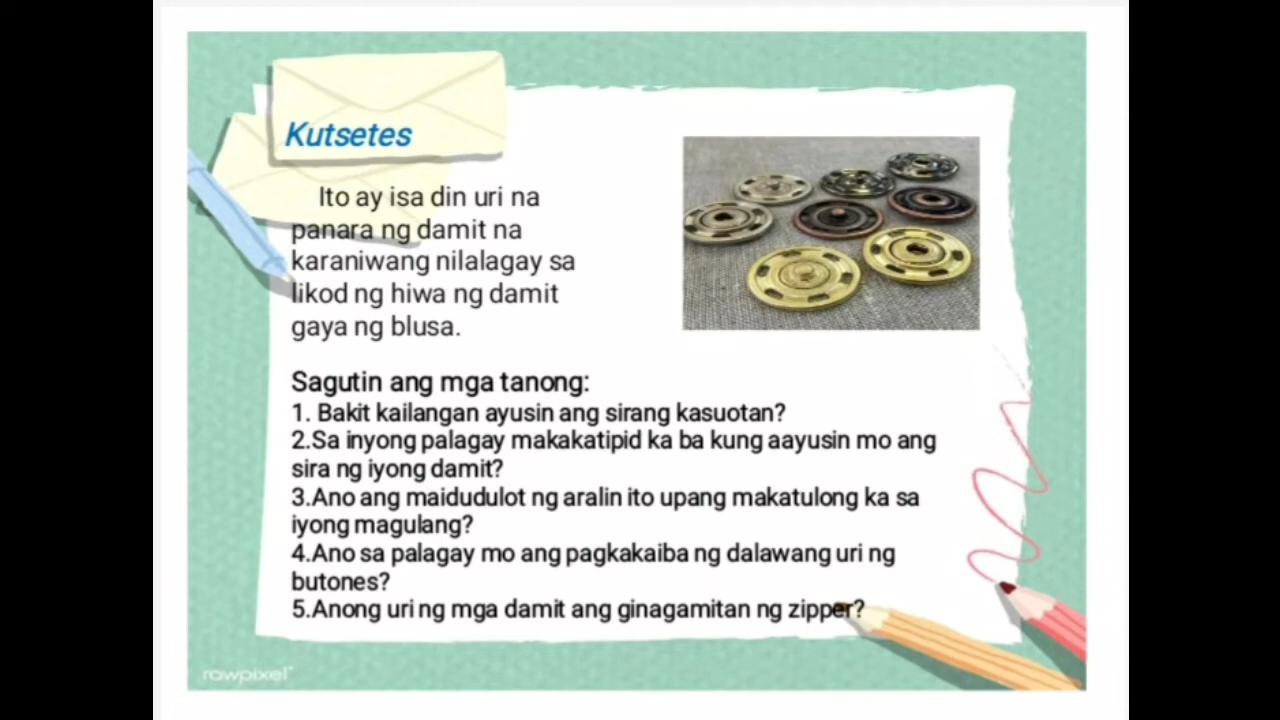 Kutsetes
Ito ay isa din uri na
panara ng damit na
karaniwang nilalagay sa
likod ng hiwa ng damit
gaya ng blusa.
Sagutin ang mga tanong:
1. Bakit kailangan ayusin ang sirang kasuotan?
2.Sa inyong palagay makakatipid ka ba kung aayusin mo ang
sira ng iyong damit?
3.Ano ang maidudulot ng aralin ito upang makatulong ka sa
iyong magulang?
4.Ano sa palagay mo ang pagkakaiba ng dalawang uri ng
butones?
5.Anong uri ng mga damit ang ginagamitan ng zipper?
rawpixel